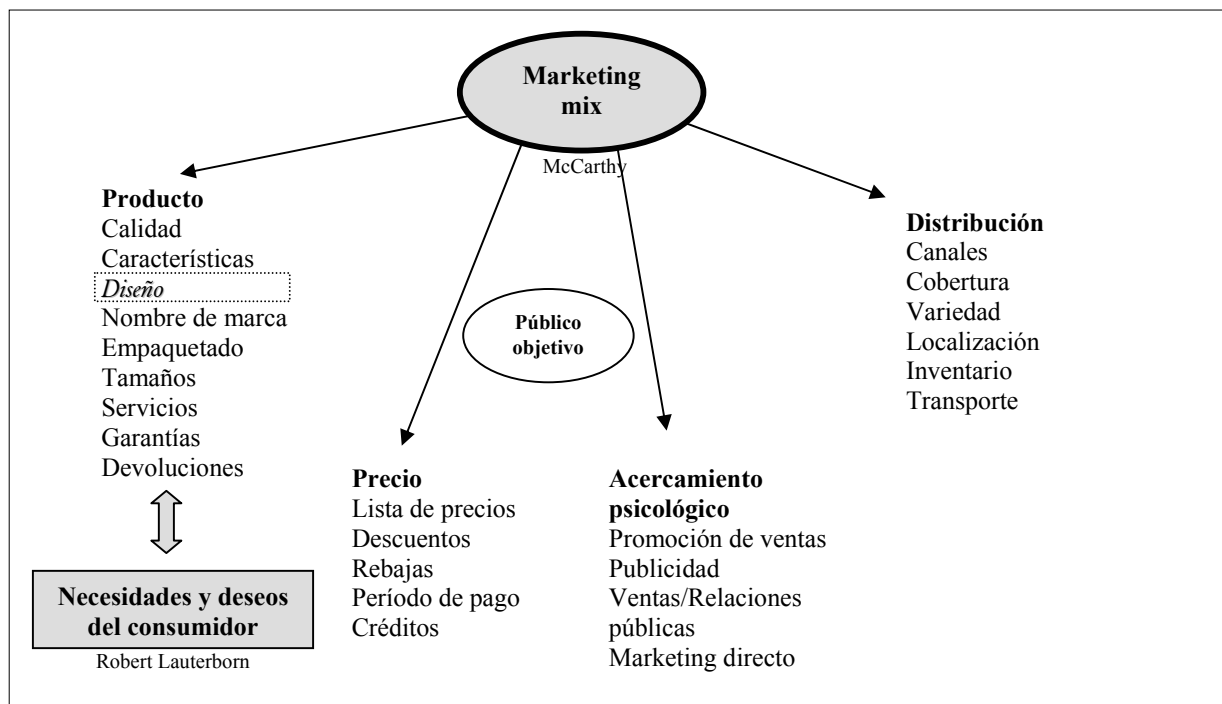 Marketing
mix
McCarthy
Producto
Calidad
Características
Diseño
Nombre de marca
Empaquetado
Tamaños
Servicios
Garantías
Devoluciones
Necesidades y deseos
del consumidor
Robert Lauterborn
Público
objetivo
Precio
Lista de precios
Descuentos
Rebajas
Período de pago
Créditos
Acercamiento
psicológico
Promoción de ventas
Publicidad
Ventas/Relaciones
públicas
Marketing directo
Distribución
Canales
Cobertura
Variedad
Localización
Inventario
Transporte